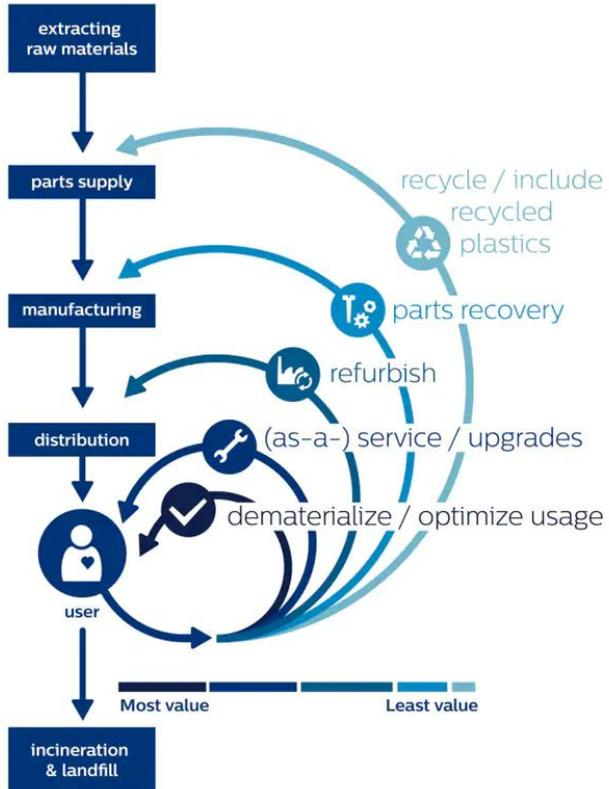 extracting
raw materials
parts supply
recycle / include
recycled
plastics
manufacturing
parts recovery
refurbish
distribution
(as-a-) service / upgrades
dematerialize / optimize usage
user
Most value
Least value
incineration
& landfill